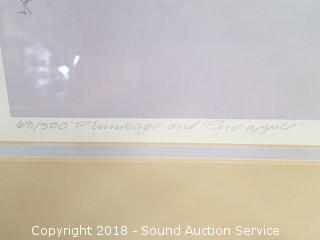 68/500 'Plumbago and Pineapple'
Copyright 2018 - Sound Auction Service